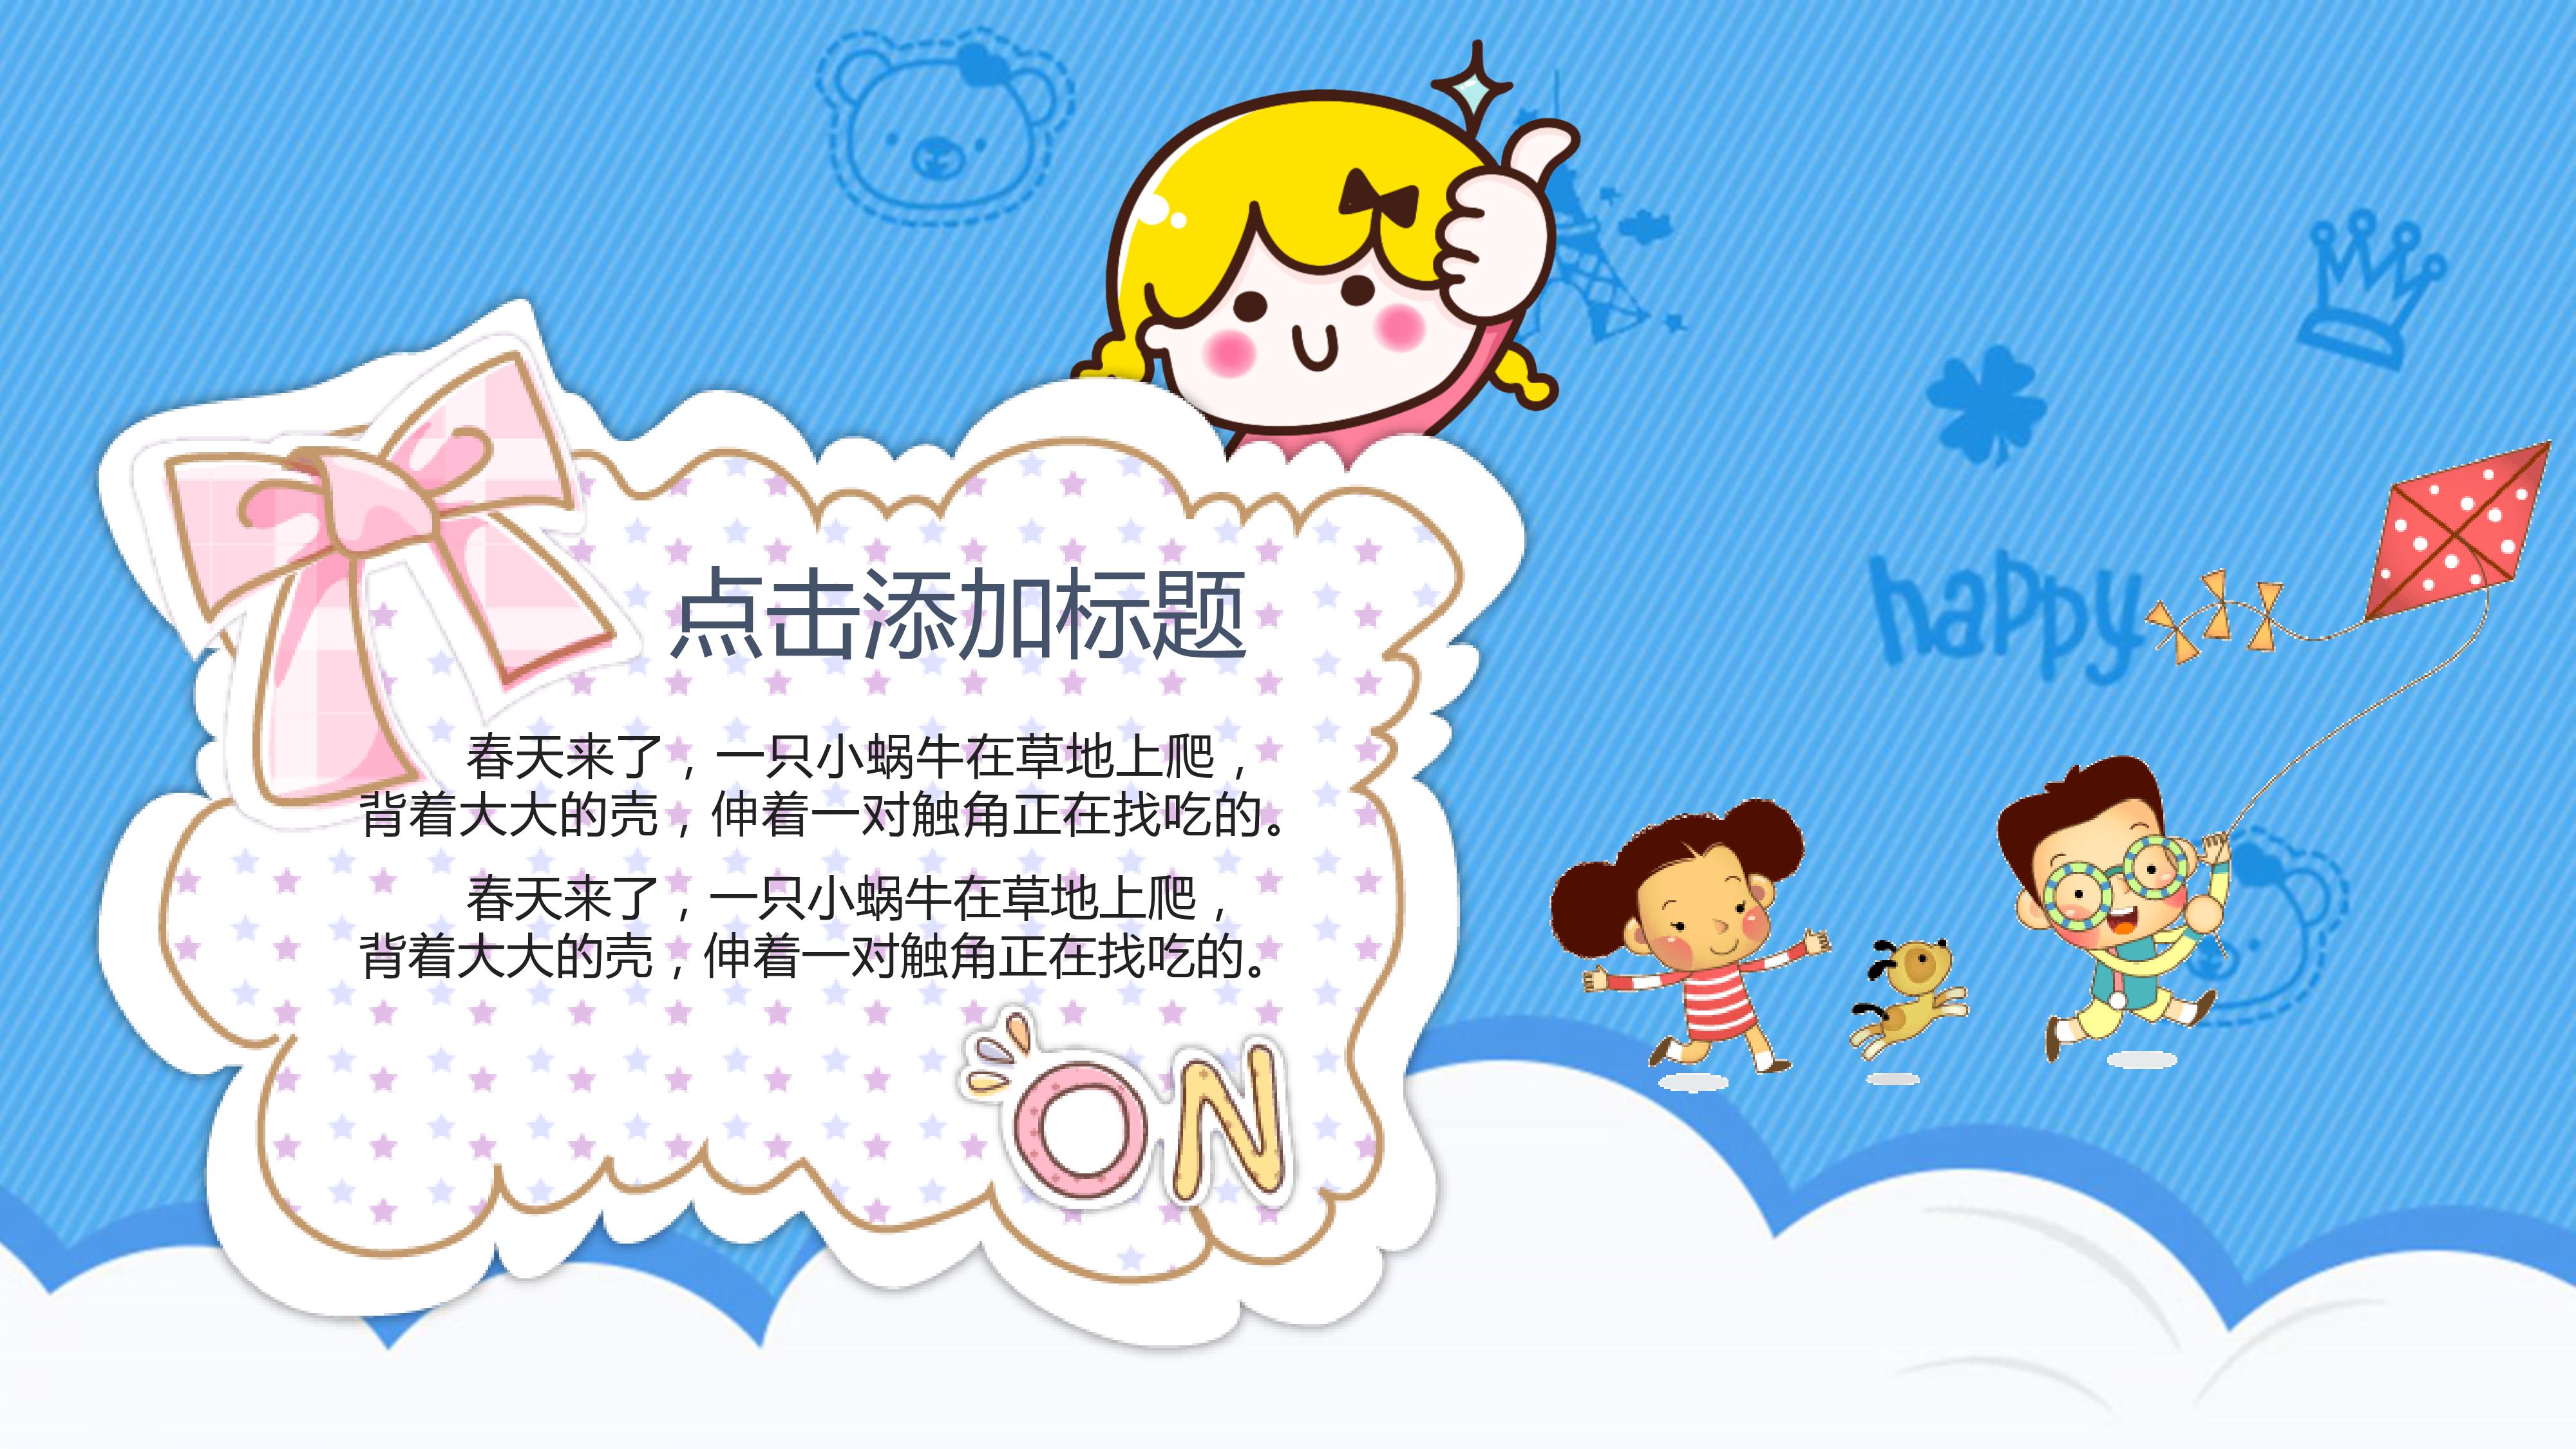 点击添加标题
happy
春天来了，一只小蜗牛在草地上爬，
背着大大的壳，伸着一对触角正在找吃的。
春天来了，一只小蜗牛在草地上爬，
背着大大的壳，伸着一对触角正在找吃的。
ON